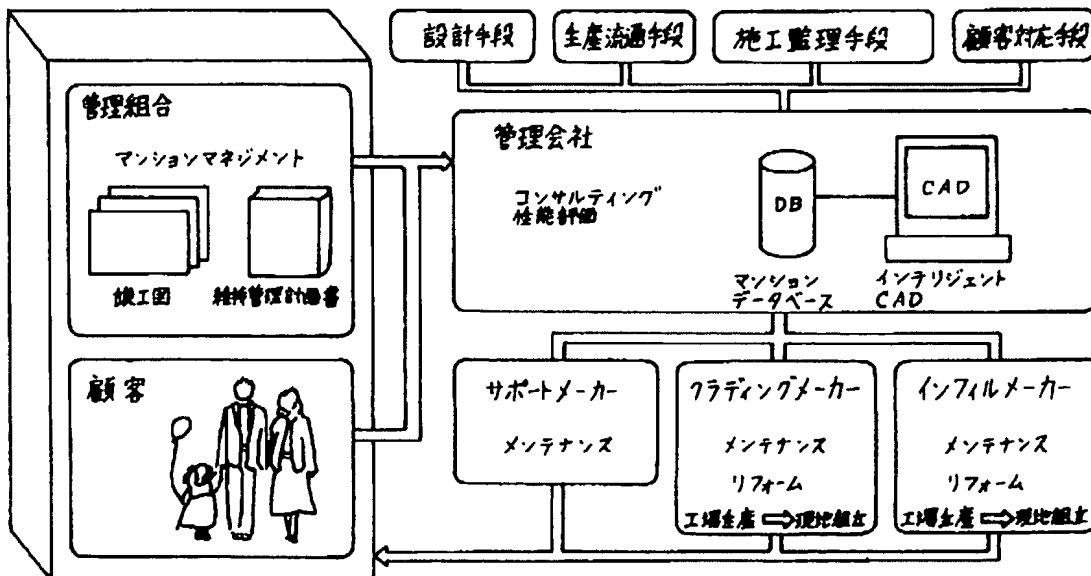 設計手段
生産流通手段
施工監理手段
顧客対応手段
管理組合
マンションマネジメント
竣工図
維持管理計画書
顧客
管理会社
コンサルティング
性能評価
DB
CAD
マンション
データベース
インテリジェント
CAD
サポートメーカー
メンテナンス
クラディングメーカー
メンテナンス
リフォーム
工場生産⇒現地組立
インフィルメーカー
メンテナンス
リフォーム
工場生産⇒現地組立